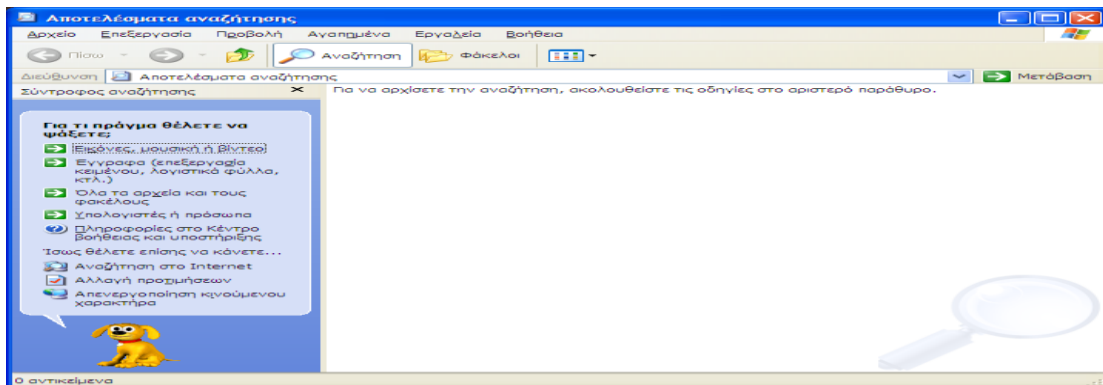 Αποτελέσματα αναζήτησης
Αρχείο Επεξεργασία Προβολή Αγαπημένα Εργαλεία Βοήθεια
Πίσω Αναζήτηση Φάκελοι
Διεύθυνση Αποτελέσματα αναζήτησης Μετάβαση
Σύντροφος αναζήτησης
Για να αρχίσετε την αναζήτηση, ακολουθείστε τις οδηγίες στο αριστερό παράθυρο.
Για τι πράγμα θέλετε να
ψάξετε;
Εικόνες, μουσική ή βίντεο
Έγγραφα (επεξεργασία
κειμένου, λογιστικά φύλλα,
κτλ.)
Όλα τα αρχεία και τους
φακέλους
Υπολογιστές ή πρόσωπα
Πληροφορίες στο Κέντρο
βοήθειας και υποστήριξης
Ίσως θέλετε επίσης να κάνετε...
Αναζήτηση στο Internet
Αλλαγή προτιμήσεων
Απενεργοποίηση κινούμενου
χαρακτήρα
0 αντικείμενα